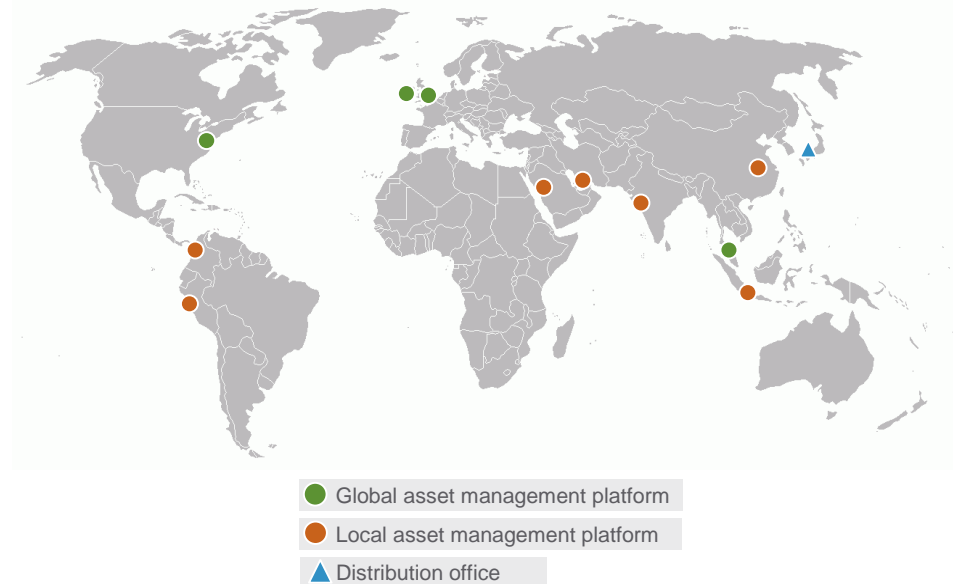 Global asset management platform
Local asset management platform
Distribution office